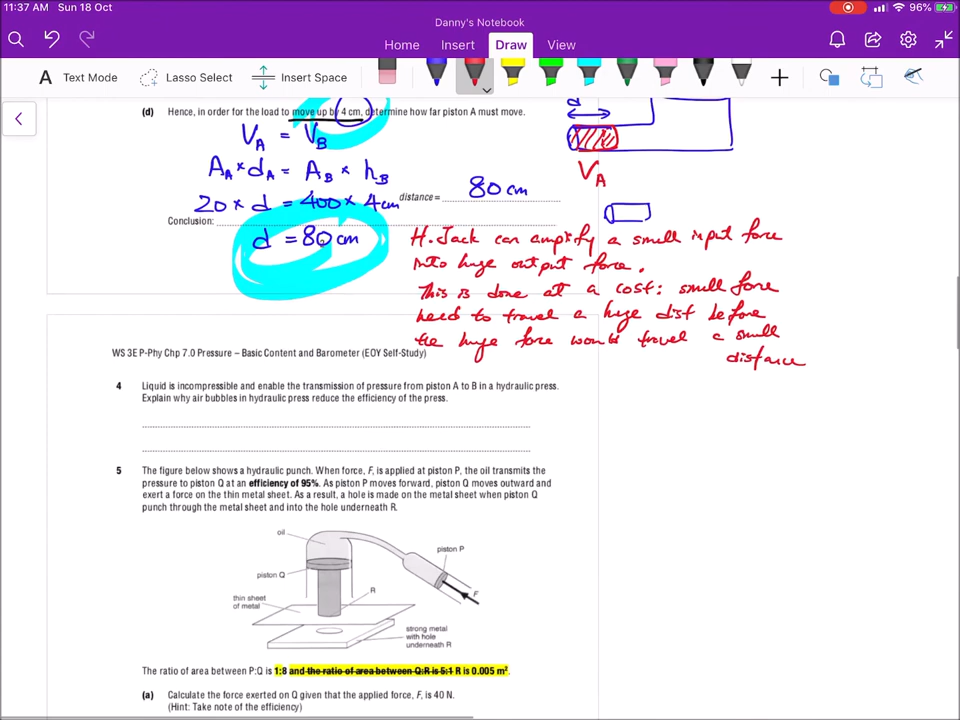 11:37 AM Sun 18 Oct
96%
Danny's Notebook
Home Insert Draw View
A Text Mode Lasso Select Insert Space
(d) Hence, in order for the load to move up by 4 cm, determine how far piston A must move.
d
V_A = V_B
V_A
A_A × d_A = A_B × h_B
20 × d = 400 × 4cm
distance = 80 cm
Conclusion:
d = 80 cm
H. Jack can ampify a small input force
into huge output force.
This is done at a cost: small force
need to travel a huge dist before
the huge force would travel a small
distance
WS 3E P-Phy Chp 7.0 Pressure – Basic Content and Barometer (EOY Self-Study)
4 Liquid is incompressible and enable the transmission of pressure from piston A to B in a hydraulic press.
Explain why air bubbles in hydraulic press reduce the efficiency of the press.
5 The figure below shows a hydraulic punch. When force, F, is applied at piston P, the oil transmits the
pressure to piston Q at an efficiency of 95%. As piston P moves forward, piston Q moves outward and
exert a force on the thin metal sheet. As a result, a hole is made on the metal sheet when piston Q
punch through the metal sheet and into the hole underneath R.
oil
piston P
piston Q
R
F
thin sheet
of metal
strong metal
with hole
underneath R
The ratio of area between P:Q is 1:8 and the ratio of area between Q:R is 5:1 R is 0.005 m².
(a) Calculate the force exerted on Q given that the applied force, F, is 40 N.
(Hint: Take note of the efficiency)